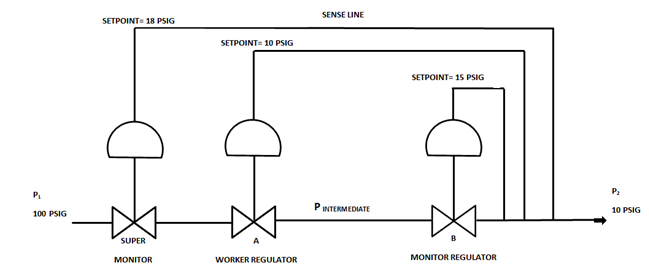 SENSE LINE
SETPOINT= 18 PSIG
SETPOINT= 10 PSIG
SETPOINT= 15 PSIG
P1
100 PSIG
P INTERMEDIATE
P2
10 PSIG
SUPER
MONITOR
A
WORKER REGULATOR
B
MONITOR REGULATOR